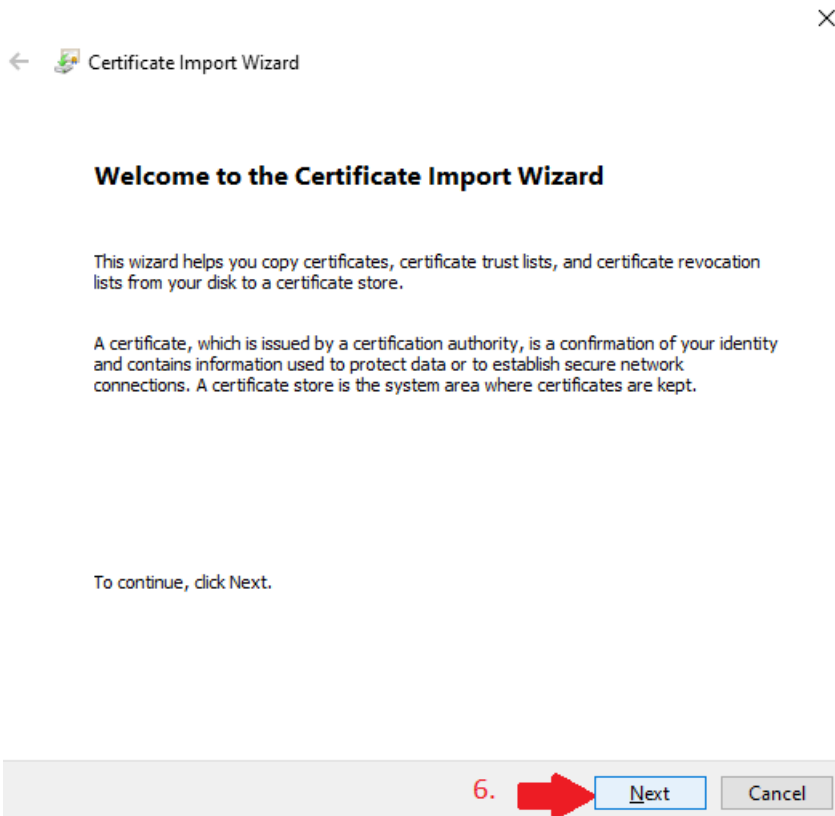 Certificate Import Wizard
Welcome to the Certificate Import Wizard
This wizard helps you copy certificates, certificate trust lists, and certificate revocation
lists from your disk to a certificate store.
A certificate, which is issued by a certification authority, is a confirmation of your identity
and contains information used to protect data or to establish secure network
connections. A certificate store is the system area where certificates are kept.
To continue, click Next.
6. Next Cancel